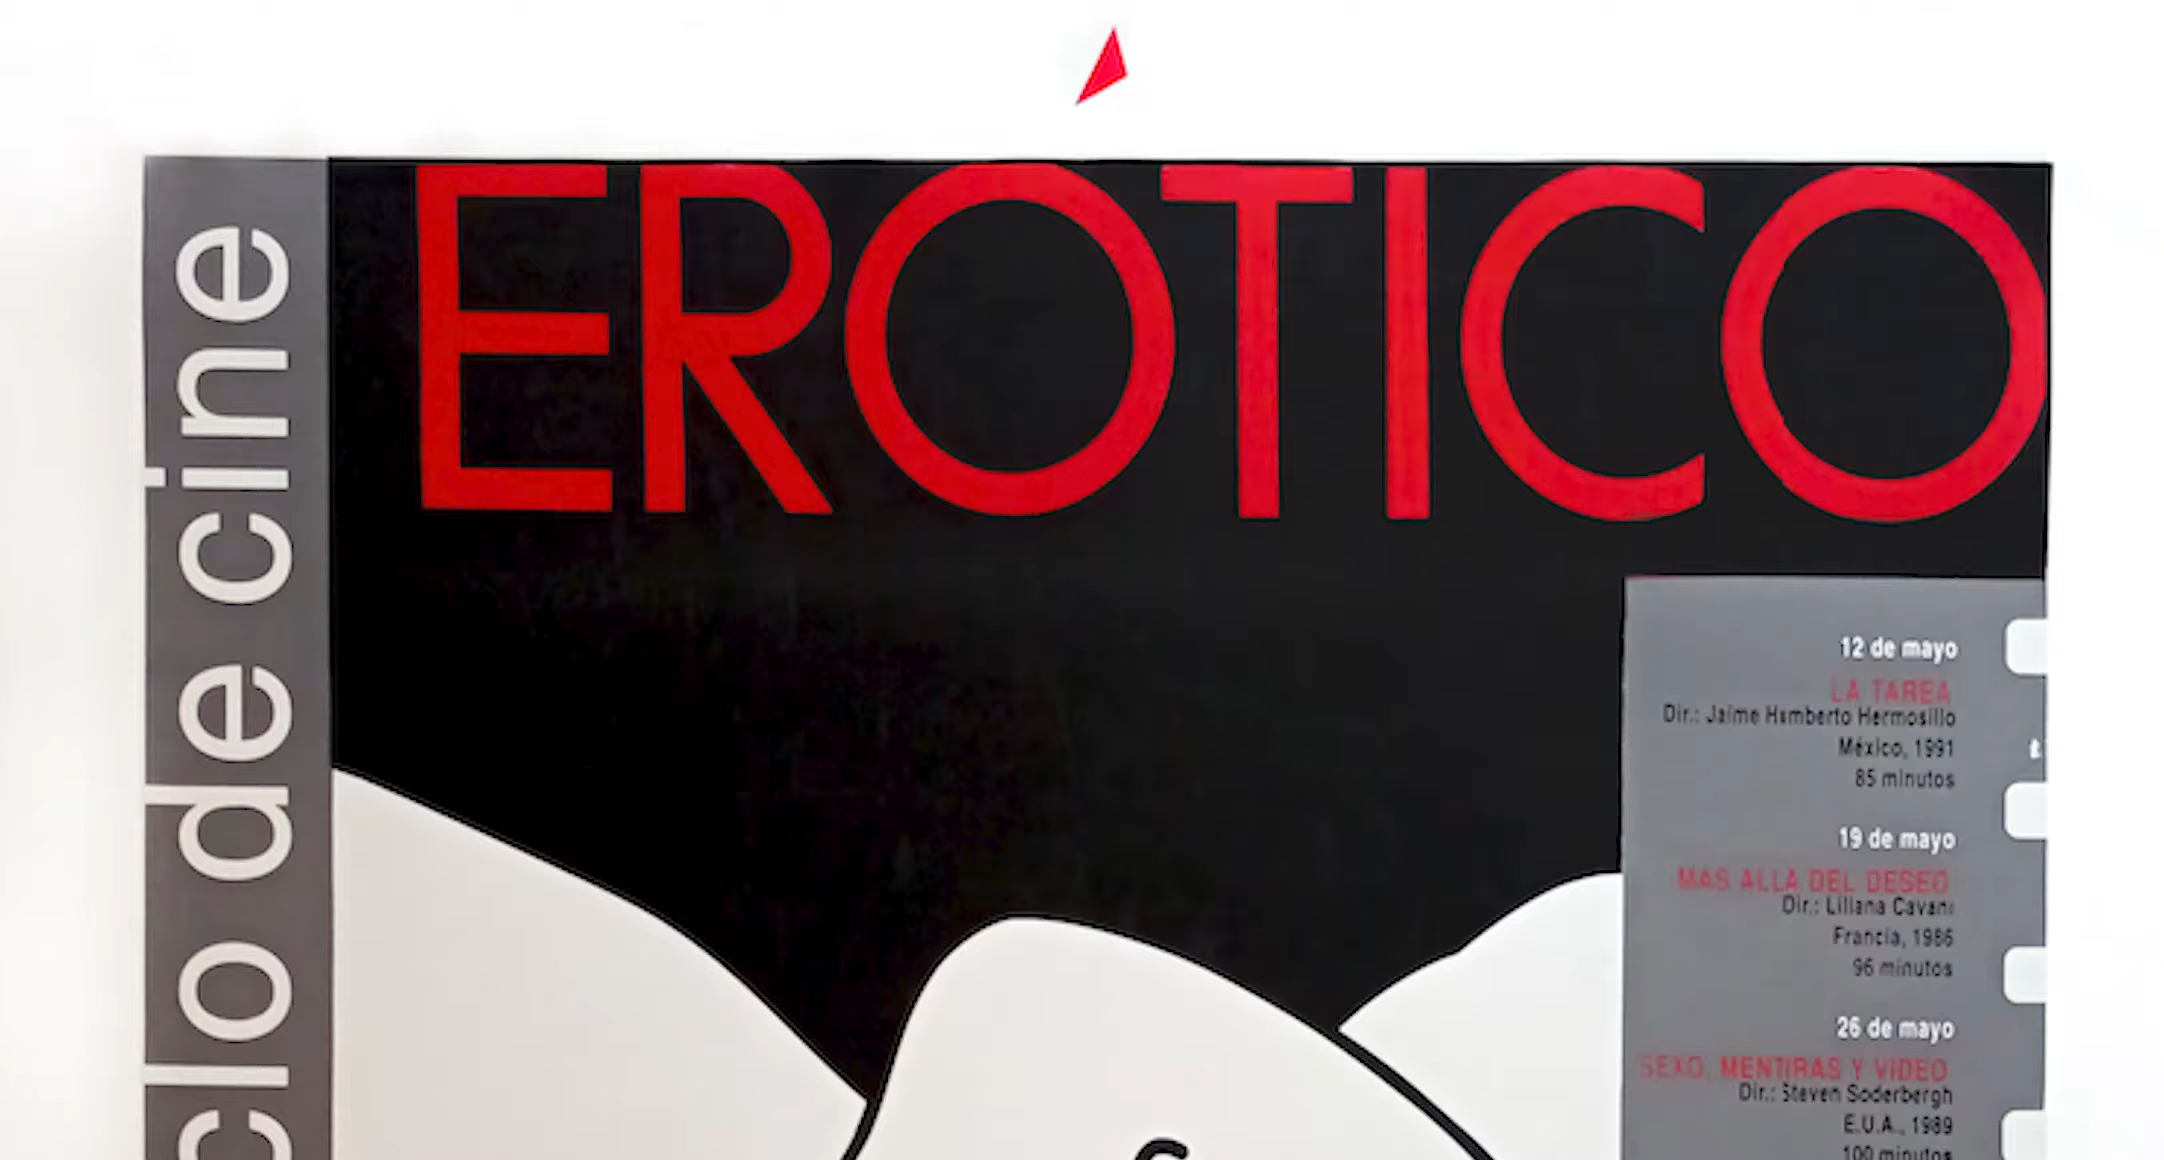 EROTICO
clo de cine
12 de mayo
LA TAREA
Dir.: Jaime Humberto Hermosillo
México, 1991
85 minutos
19 de mayo
MAS ALLA DEL DESEO
Dir.: Liliana Cavani
Francia, 1986
96 minutos
26 de mayo
SEXO, MENTIRAS Y VIDEO
Dir.: Steven Soderbergh
E.U.A., 1989
100 minutos